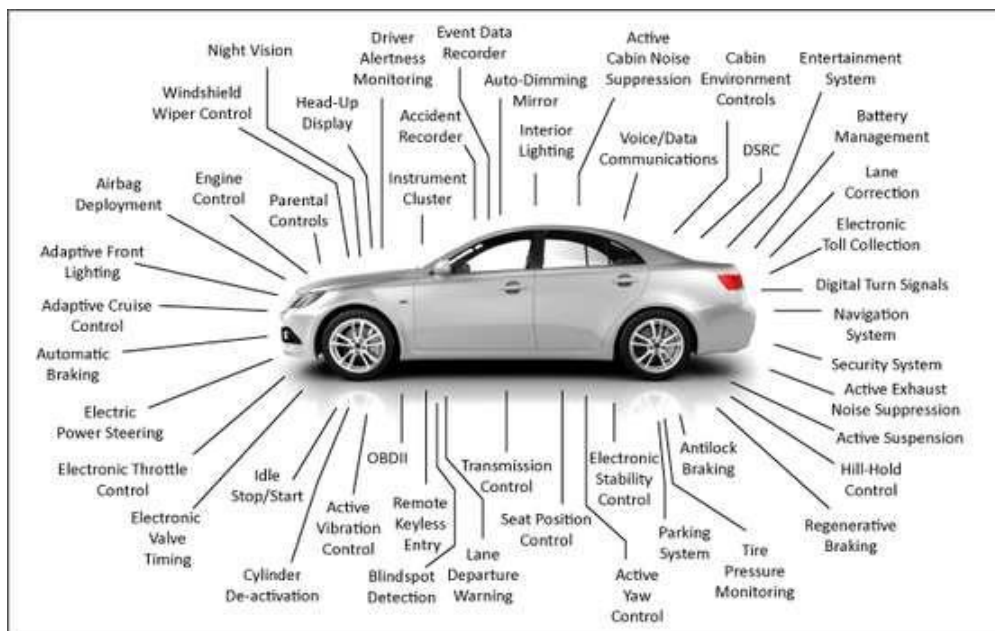 Night Vision
Driver
Alertness
Monitoring
Event Data
Recorder
Active
Cabin Noise
Suppression
Cabin
Environment
Controls
Entertainment
System
Windshield
Wiper Control
Head-Up
Display
Accident
Recorder
Auto-Dimming
Mirror
Interior
Lighting
Voice/Data
Communications
DSRC
Battery
Management
Lane
Correction
Airbag
Deployment
Engine
Control
Parental
Controls
Instrument
Cluster
Electronic
Toll Collection
Adaptive Front
Lighting
Digital Turn Signals
Adaptive Cruise
Control
Navigation
System
Automatic
Braking
Security System
Electric
Power Steering
Active Exhaust
Noise Suppression
Active Suspension
Electronic Throttle
Control
Idle
Stop/Start
OBDII
Transmission
Control
Electronic
Stability
Control
Antilock
Braking
Hill-Hold
Control
Electronic
Valve
Timing
Active
Vibration
Control
Remote
Keyless
Entry
Seat Position
Control
Parking
System
Regenerative
Braking
Cylinder
De-activation
Blindspot
Detection
Lane
Departure
Warning
Active
Yaw
Control
Tire
Pressure
Monitoring